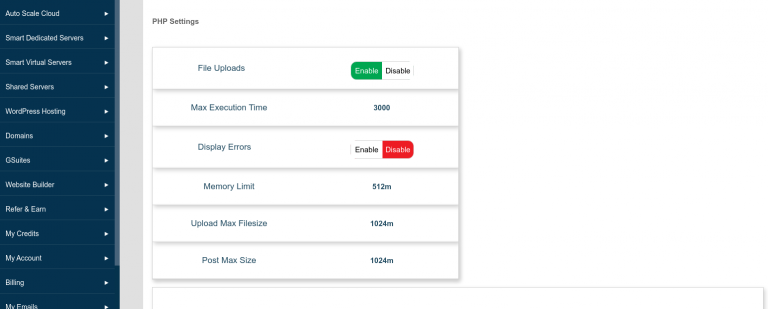 Auto Scale Cloud
Smart Dedicated Servers
Smart Virtual Servers
Shared Servers
WordPress Hosting
Domains
GSuites
Website Builder
Refer & Earn
My Credits
My Account
Billing
My Emails
PHP Settings
File Uploads Enable Disable
Max Execution Time 3000
Display Errors Enable Disable
Memory Limit 512m
Upload Max Filesize 1024m
Post Max Size 1024m